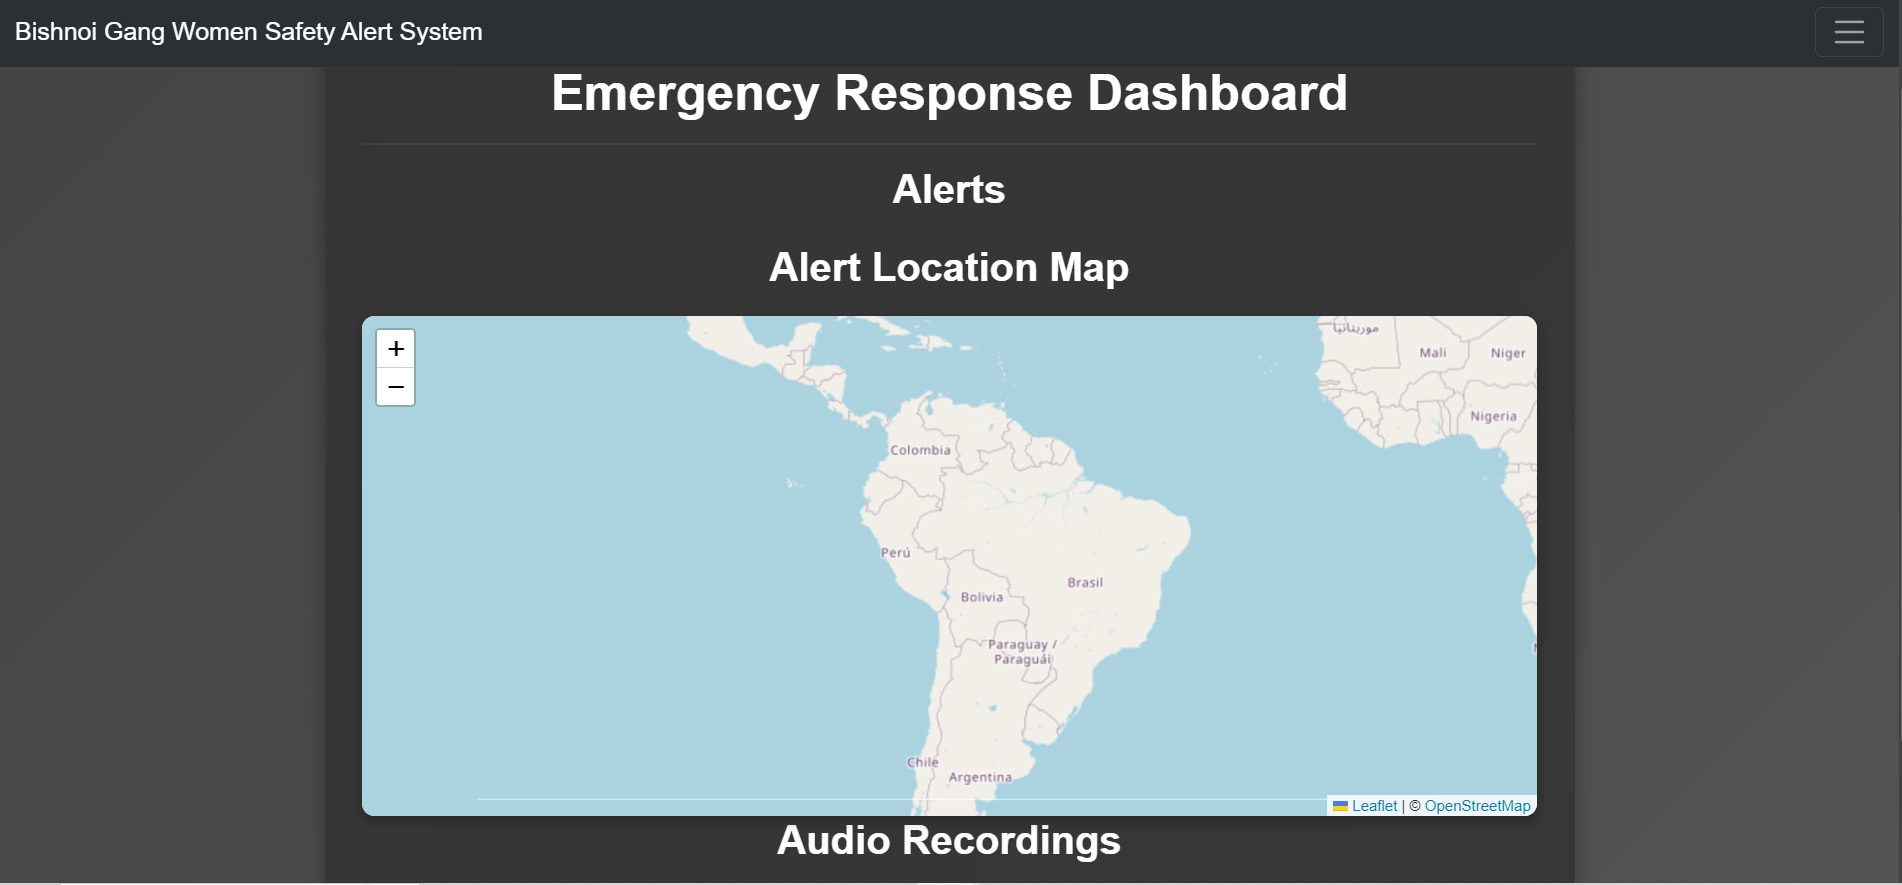 Bishnoi Gang Women Safety Alert System
Emergency Response Dashboard
Alerts
Alert Location Map
+
−
موريتانيا
Mali
Niger
Nigeria
Colombia
Perú
Brasil
Bolivia
Paraguay /
Paraguái
Chile
Argentina
Leaflet | © OpenStreetMap
Audio Recordings